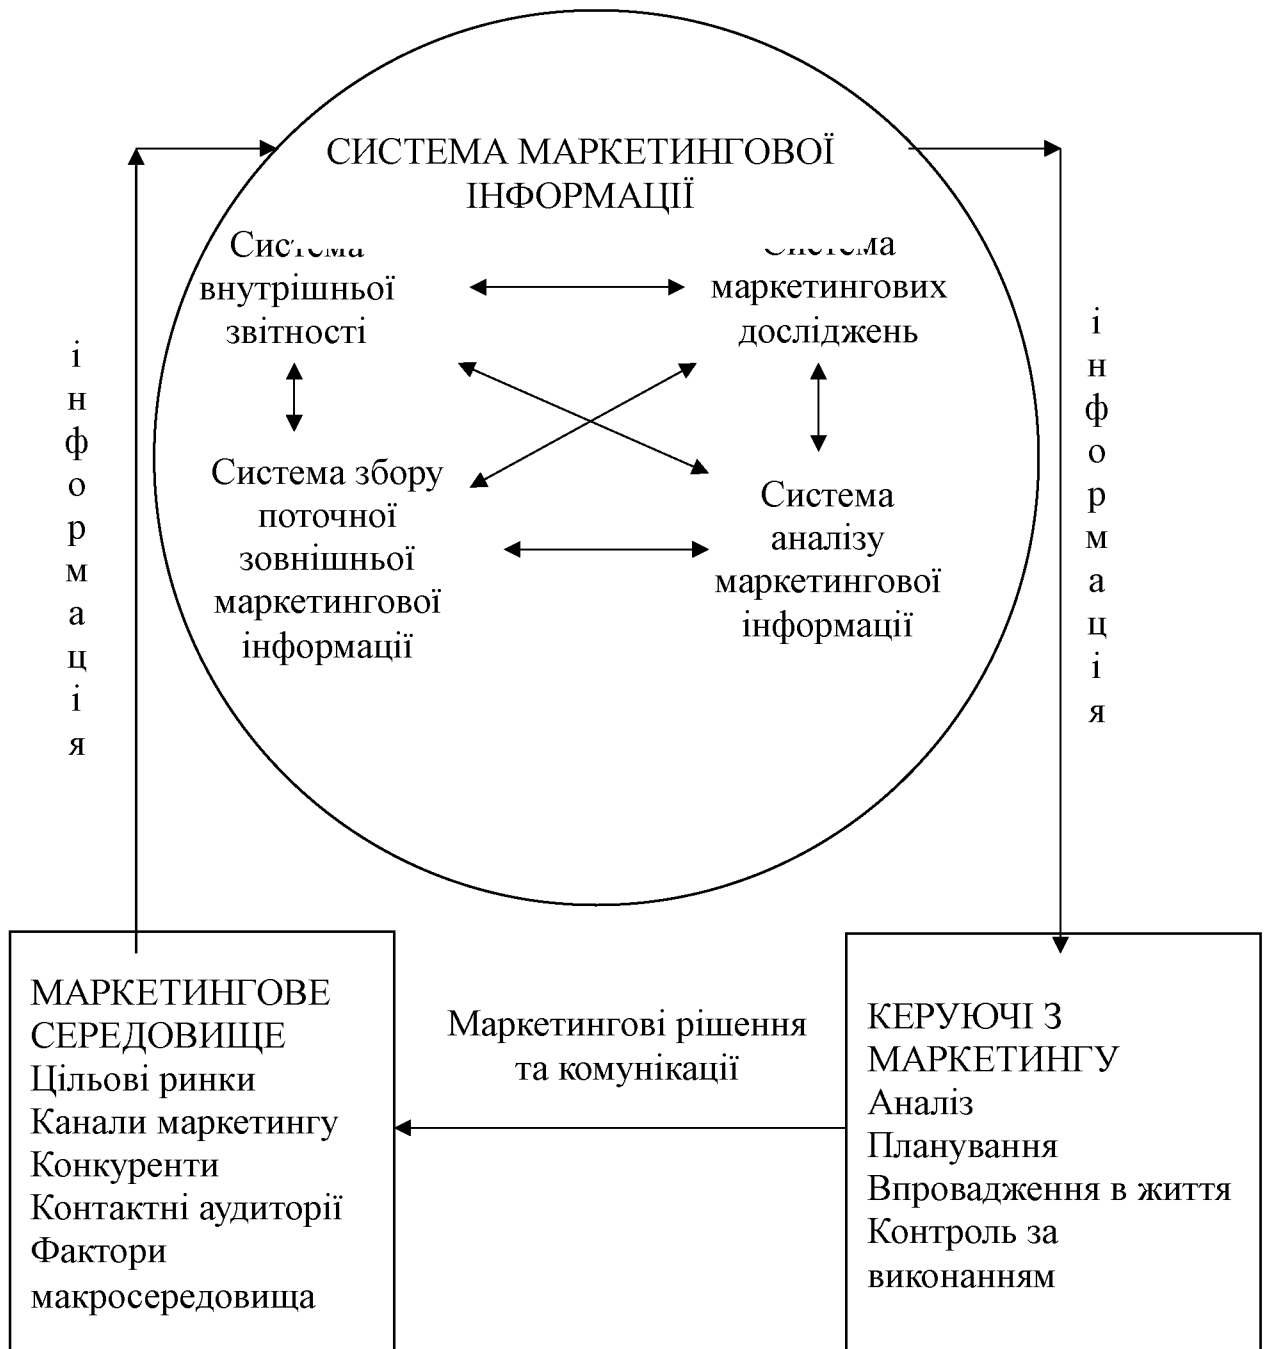 СИСТЕМА МАРКЕТИНГОВОЇ
ІНФОРМАЦІЇ
Система
внутрішньої
звітності
Система
маркетингових
досліджень
Система збору
поточної
зовнішньої
маркетингової
інформації
Система
аналізу
маркетингової
інформації
інформація
інформація
МАРКЕТИНГОВЕ
СЕРЕДОВИЩЕ
Цільові ринки
Канали маркетингу
Конкуренти
Контактні аудиторії
Фактори
макросередовища
Маркетингові рішення
та комунікації
КЕРУЮЧІ З
МАРКЕТИНГУ
Аналіз
Планування
Впровадження в життя
Контроль за
виконанням